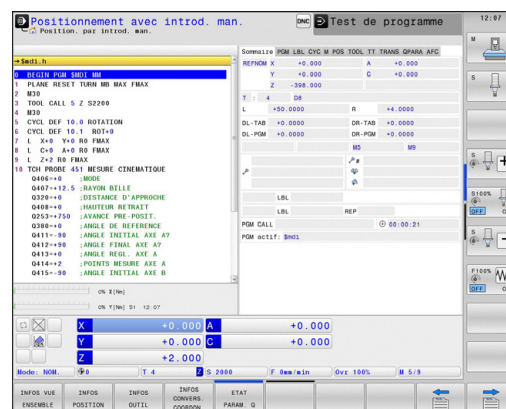 Positionnement avec introd. man.
Position. par introd. man.
DNC
Test de programme
12:07
→$mdi.h
0 BEGIN PGM $MDI MM
1 PLANE RESET TURN MB MAX FMAX
2 M30
3 TOOL CALL 5 Z S2200
4 M30
5 CYCL DEF 10.0 ROTATION
6 CYCL DEF 10.1 ROT+0
7 L X+0 Y+0 R0 FMAX
8 L C+0 A+0 R0 FMAX
9 L Z+2 R0 FMAX
10 TCH PROBE 451 MESURE CINEMATIQUE
Q406=+0 ;MODE
Q407=+12.5 ;RAYON BILLE
Q320=+0 ;DISTANCE D'APPROCHE
Q408=+0 ;HAUTEUR RETRAIT
Q253=+750 ;AVANCE PRE-POSIT.
Q380=+0 ;ANGLE DE REFERENCE
Q411=-90 ;ANGLE INITIAL AXE A?
Q412=+90 ;ANGLE FINAL AXE A?
Q413=+0 ;ANGLE REGL. AXE A
Q414=+2 ;POINTS MESURE AXE A
Q415=-90 ;ANGLE INITIAL AXE B
0% X[Nm]
0% Y[Nm] S1 12:07
Sommaire PGM LBL CYC M POS TOOL TT TRANS QPARA AFC
REFNOM X +0.000 A +0.000
Y +0.000 C +0.000
Z -398.000
T : 4 D8
L +50.0000 R +4.0000
DL-TAB +0.0000 DR-TAB +0.0000
DL-PGM +0.0000 DR-PGM +0.0000
M5 M9
LBL
LBL REP
PGM CALL 00:00:21
PGM actif: $mdi
X +0.000 A +0.000
Y +0.000 C +0.000
Z +2.000
Mode: NOM. 0 T 4 Z S 2000 F 0mm/min Ovr 100% M 5/9
INFOS VUE ENSEMBLE
INFOS POSITION
INFOS OUTIL
INFOS CONVERS. COORDON.
ETAT PARAM. Q
M
S
S
S100%
OFF
S
F100%
OFF